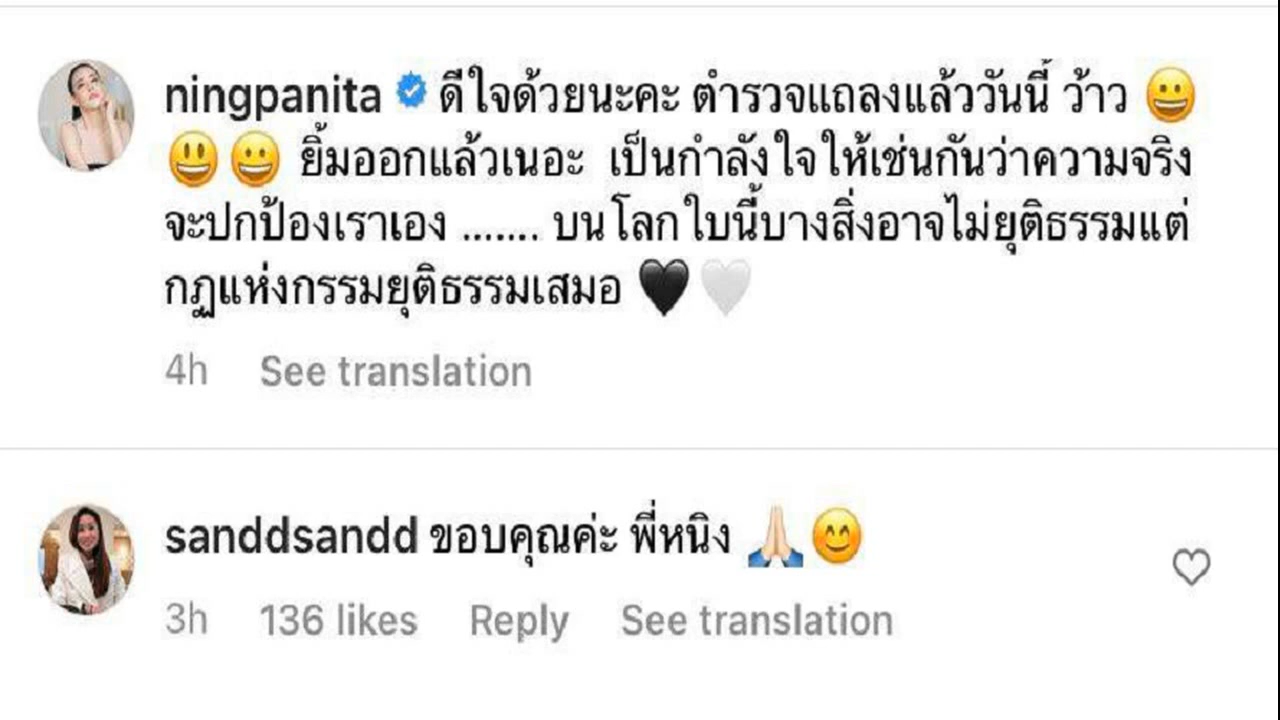 ningpanita ดีใจด้วยนะคะ ตำรวจแถลงแล้ววันนี้ ว้าว 😀
😃😀 ยิ้มออกแล้วเนอะ เป็นกำลังใจให้เช่นกันว่าความจริง
จะปกป้องเราเอง ....... บนโลกใบนี้บางสิ่งอาจไม่ยุติธรรมแต่
กฎแห่งกรรมยุติธรรมเสมอ 🖤🤍
4h See translation
sanddsandd ขอบคุณค่ะ พี่หนิง 🙏🏻😊
3h 136 likes Reply See translation